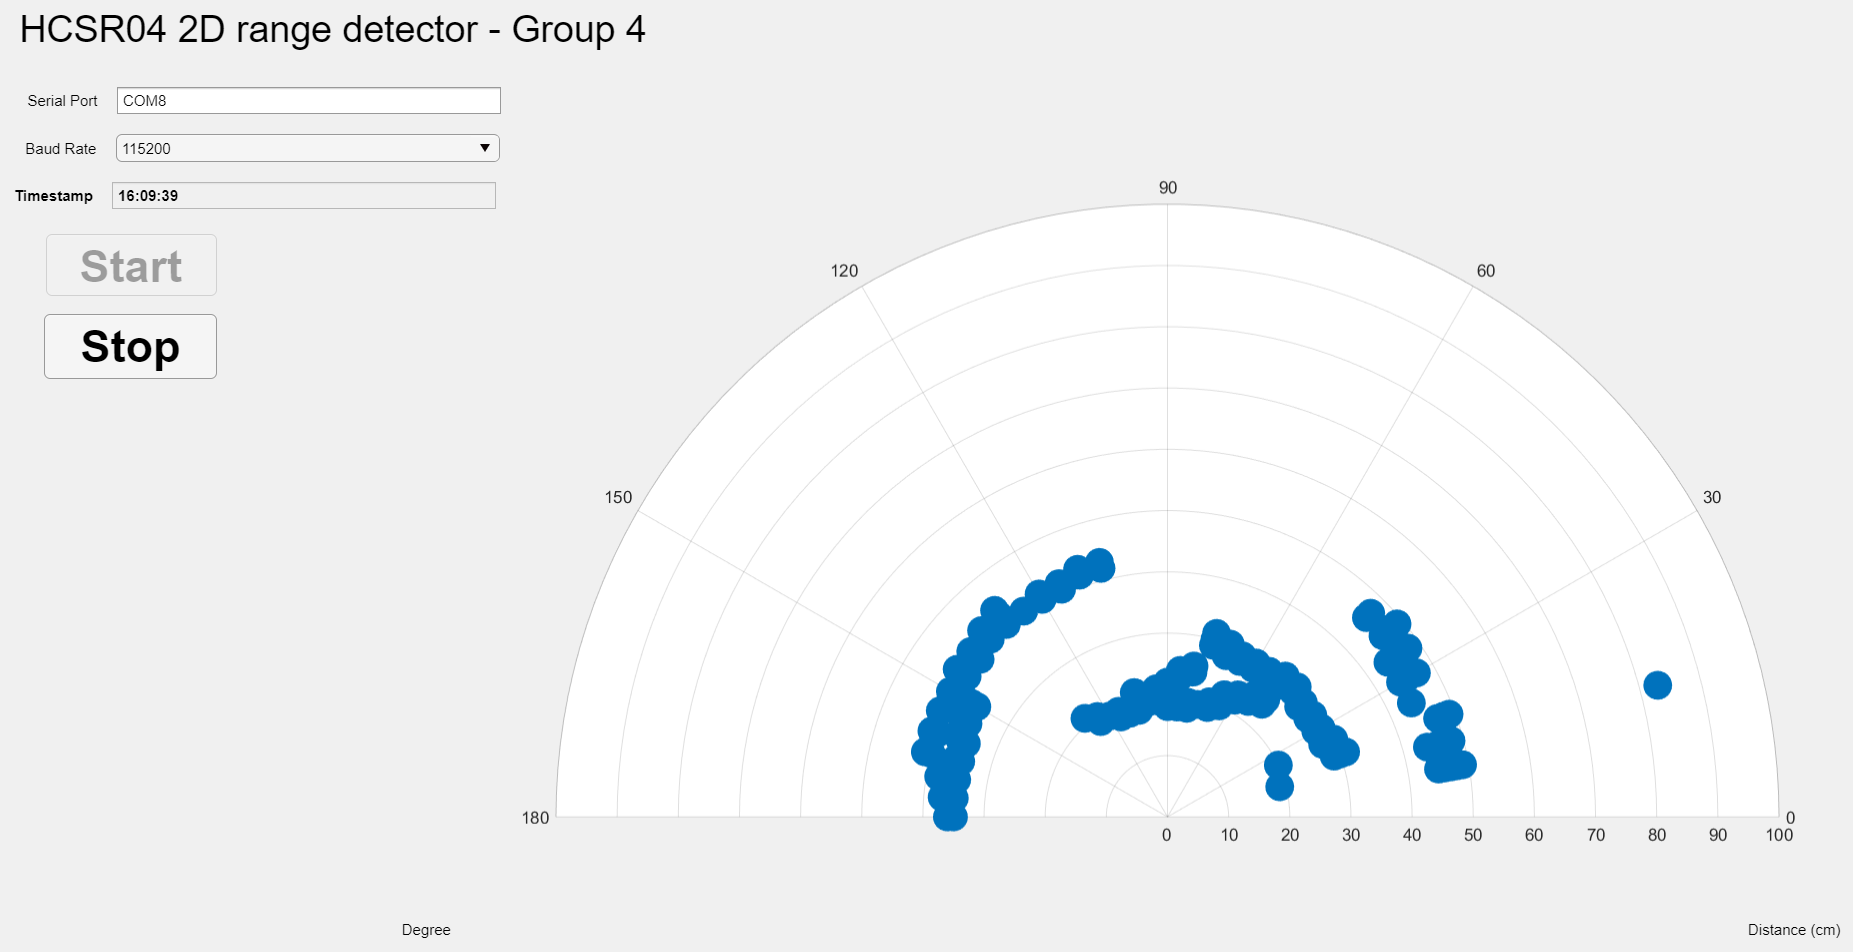 HCSR04 2D range detector - Group 4
Serial Port COM8
Baud Rate 115200
Timestamp 16:09:39
Start
Stop
90
120 60
150 30
180 0
0 10 20 30 40 50 60 70 80 90 100
Degree Distance (cm)